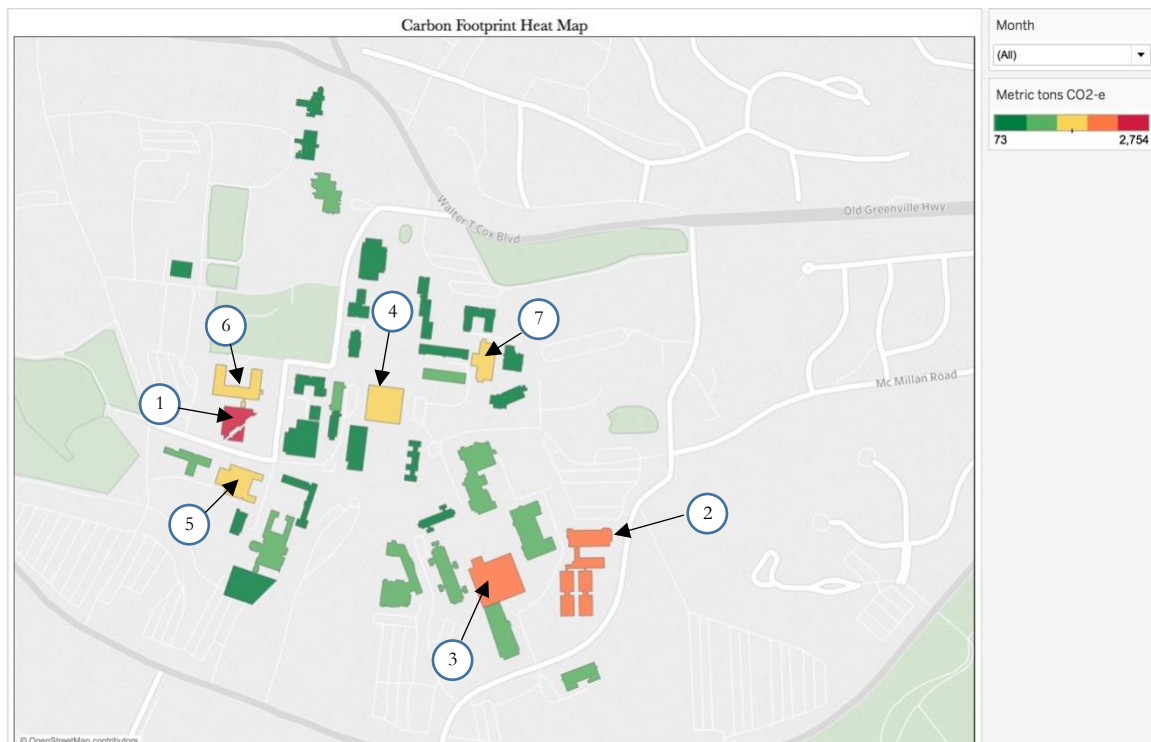 Carbon Footprint Heat Map
Month
(All)
Metric tons CO2-e
73
2,754
Walter T Cox Blvd
Old Greenville Hwy
Mc Millan Road
6
4
7
1
5
2
3
© OpenStreetMap contributors